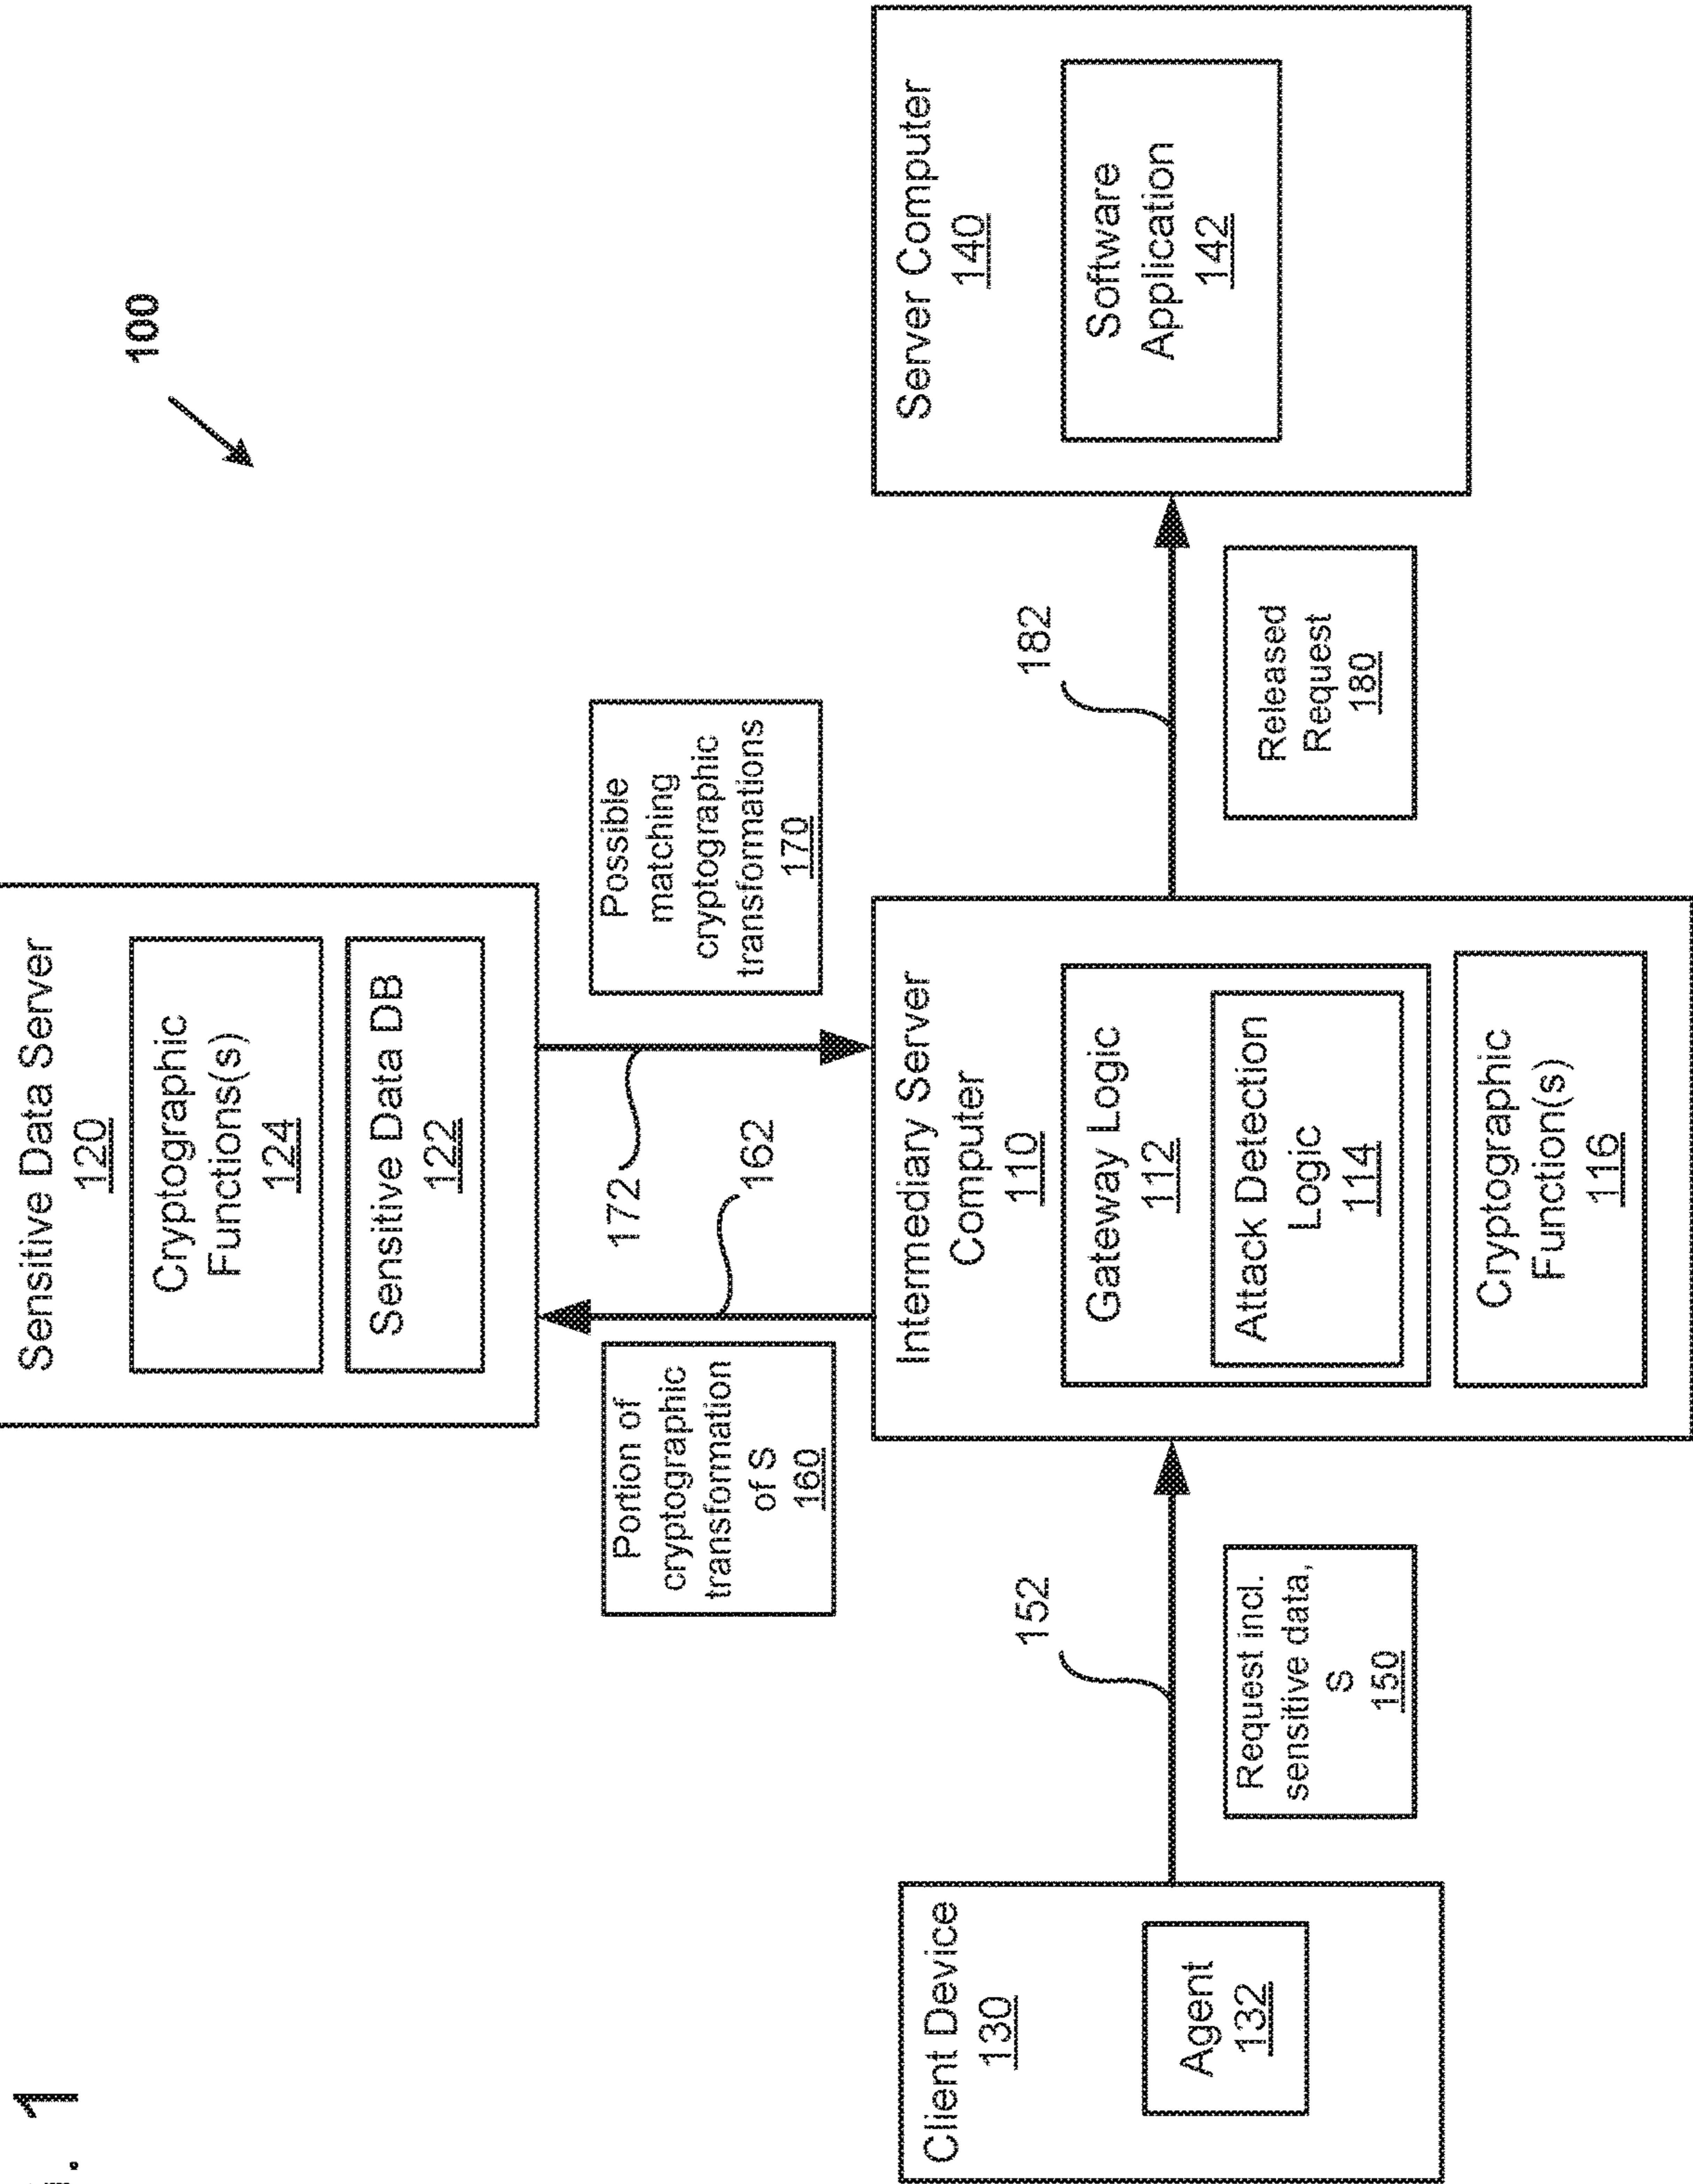 . 1
100
Sensitive Data Server
120
Cryptographic
Functions(s)
124
Sensitive Data DB
122
Portion of
cryptographic
transformation
of S
160
172
162
Possible
matching
cryptographic
transformations
170
Client Device
130
Agent
132
152
Request incl.
sensitive data,
S
150
Intermediary Server
Computer
110
Gateway Logic
112
Attack Detection
Logic
114
Cryptographic
Function(s)
116
182
Released
Request
180
Server Computer
140
Software
Application
142